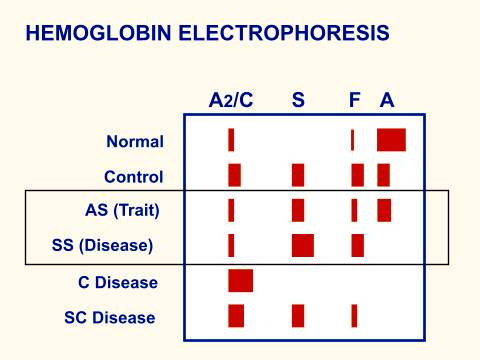 HEMOGLOBIN ELECTROPHORESIS
A2/C S F A
Normal
Control
AS (Trait)
SS (Disease)
C Disease
SC Disease